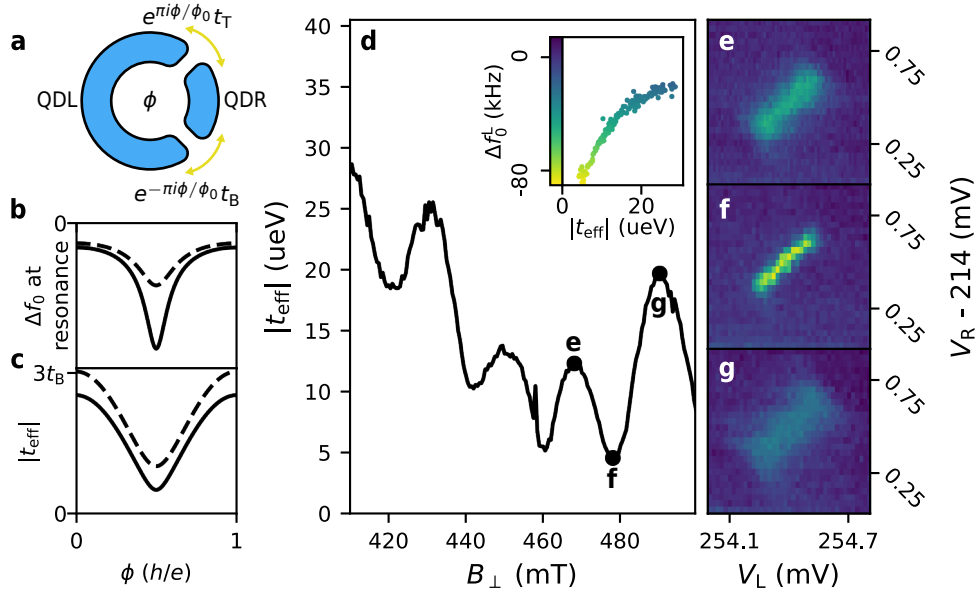 a
e^{πiϕ/ϕ₀} t_T
QDL
ϕ
QDR
e^{−πiϕ/ϕ₀} t_B
b
0
Δf₀ at
resonance
c
3t_B
|t_eff|
0
0
1
ϕ (h/e)
d
|t_eff| (ueV)
40
35
30
25
20
15
10
5
0
420
440
460
480
B_⊥ (mT)
e
f
g
Δf₀^L (kHz)
0
-80
0
20
|t_eff| (ueV)
e
0.75
0.25
f
0.75
0.25
g
0.75
0.25
V_R - 214 (mV)
254.1
254.7
V_L (mV)